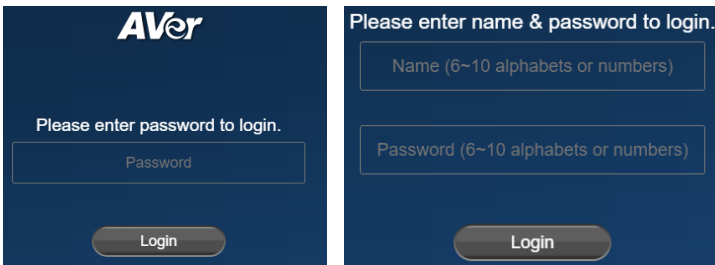 AVer
Please enter password to login.
Password
Login
Please enter name & password to login.
Name (6~10 alphabets or numbers)
Password (6~10 alphabets or numbers)
Login